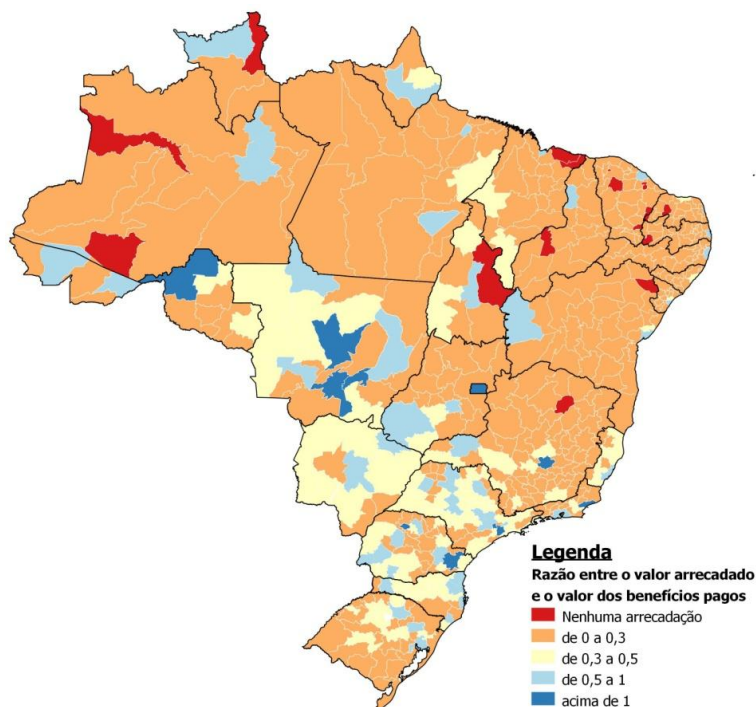 Legenda
Razão entre o valor arrecadado
e o valor dos benefícios pagos
Nenhuma arrecadação
de 0 a 0,3
de 0,3 a 0,5
de 0,5 a 1
acima de 1